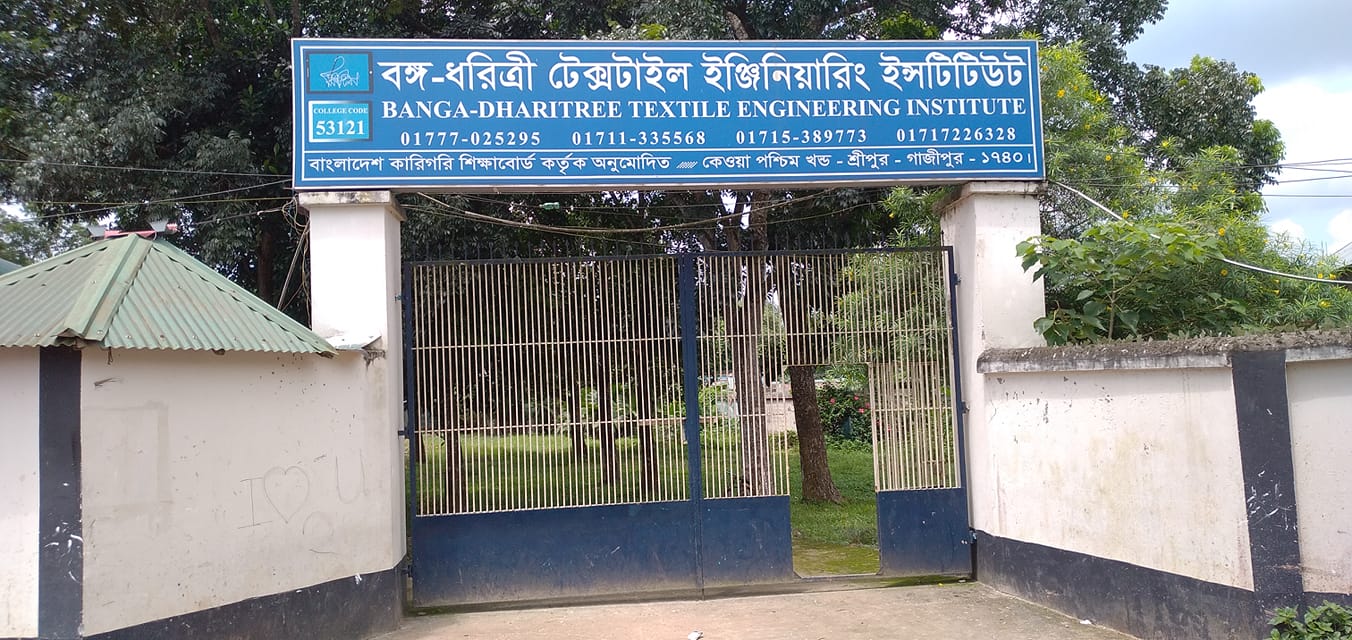 বঙ্গ-ধরিত্রী টেক্সটাইল ইঞ্জিনিয়ারিং ইন্সটিটিউট
BANGA-DHARITREE TEXTILE ENGINEERING INSTITUTE
COLLEGE CODE
53121
01777-025295 01711-335568 01715-389773 01717226328
বাংলাদেশ কারিগরি শিক্ষাবোর্ড কর্তৃক অনুমোদিত কেওয়া পশ্চিম খন্ড - শ্রীপুর - গাজীপুর - ১৭৪০।
I ♡ U